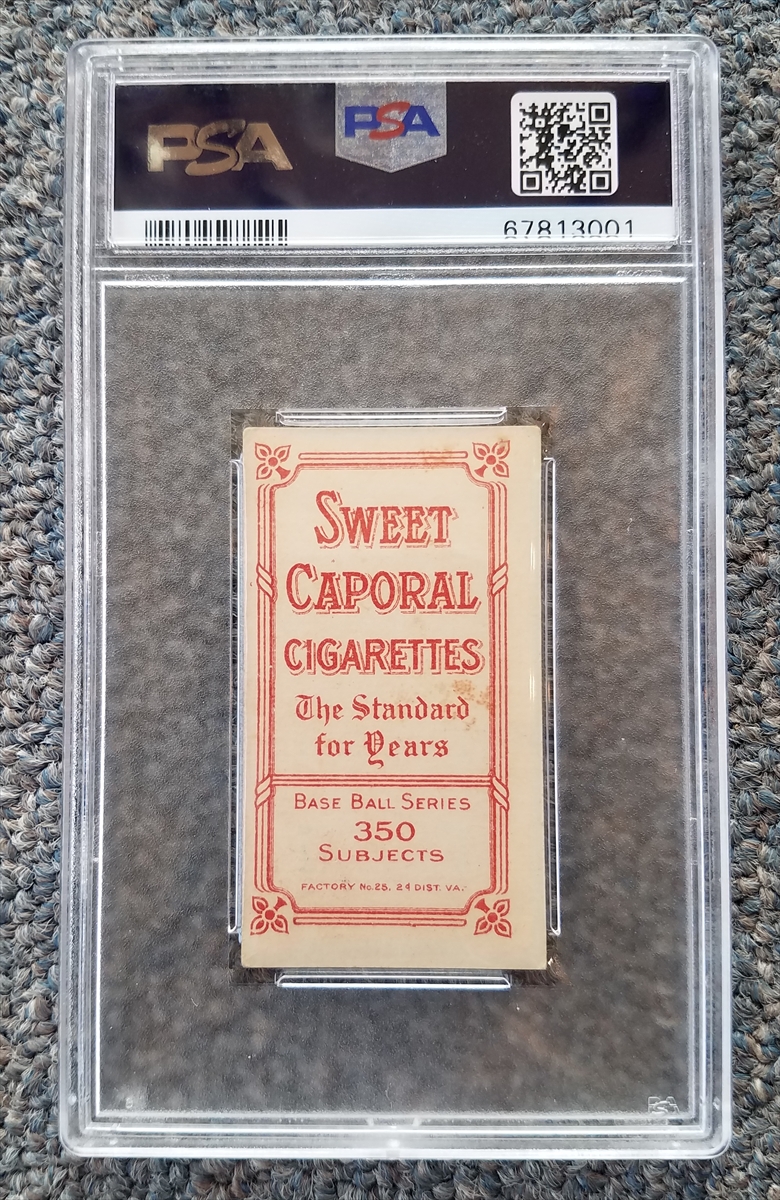 PSA
PSA
67813001
SWEET
CAPORAL
CIGARETTES
The Standard
for Years
BASE BALL SERIES
350
SUBJECTS
FACTORY No. 25, 24 DIST. VA.
PSA